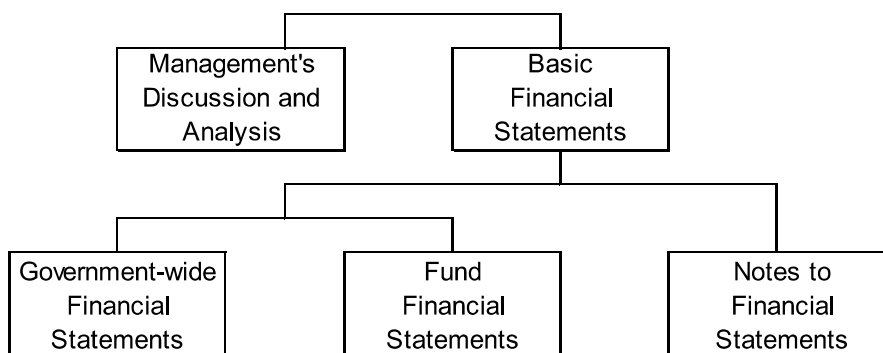 Management's
Discussion and
Analysis
Basic
Financial
Statements
Government-wide
Financial
Statements
Fund
Financial
Statements
Notes to
Financial
Statements